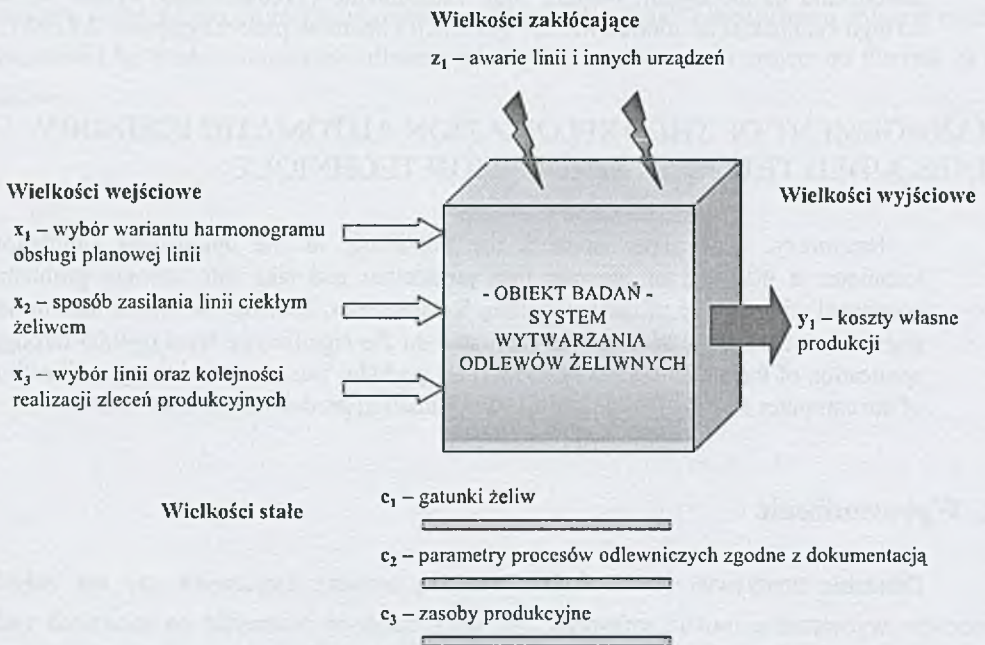 Wielkości zakłócające
z₁ – awarie linii i innych urządzeń
Wielkości wejściowe
x₁ – wybór wariantu harmonogramu
obsługi planowej linii
x₂ – sposób zasilania linii ciekłym
żeliwem
x₃ – wybór linii oraz kolejności
realizacji zleceń produkcyjnych
- OBIEKT BADAŃ -
SYSTEM
WYTWARZANIA
ODLEWÓW ŻELIWNYCH
Wielkości wyjściowe
y₁ – koszty własne
produkcji
Wielkości stałe
c₁ – gatunki żeliw
c₂ – parametry procesów odlewniczych zgodne z dokumentacją
c₃ – zasoby produkcyjne